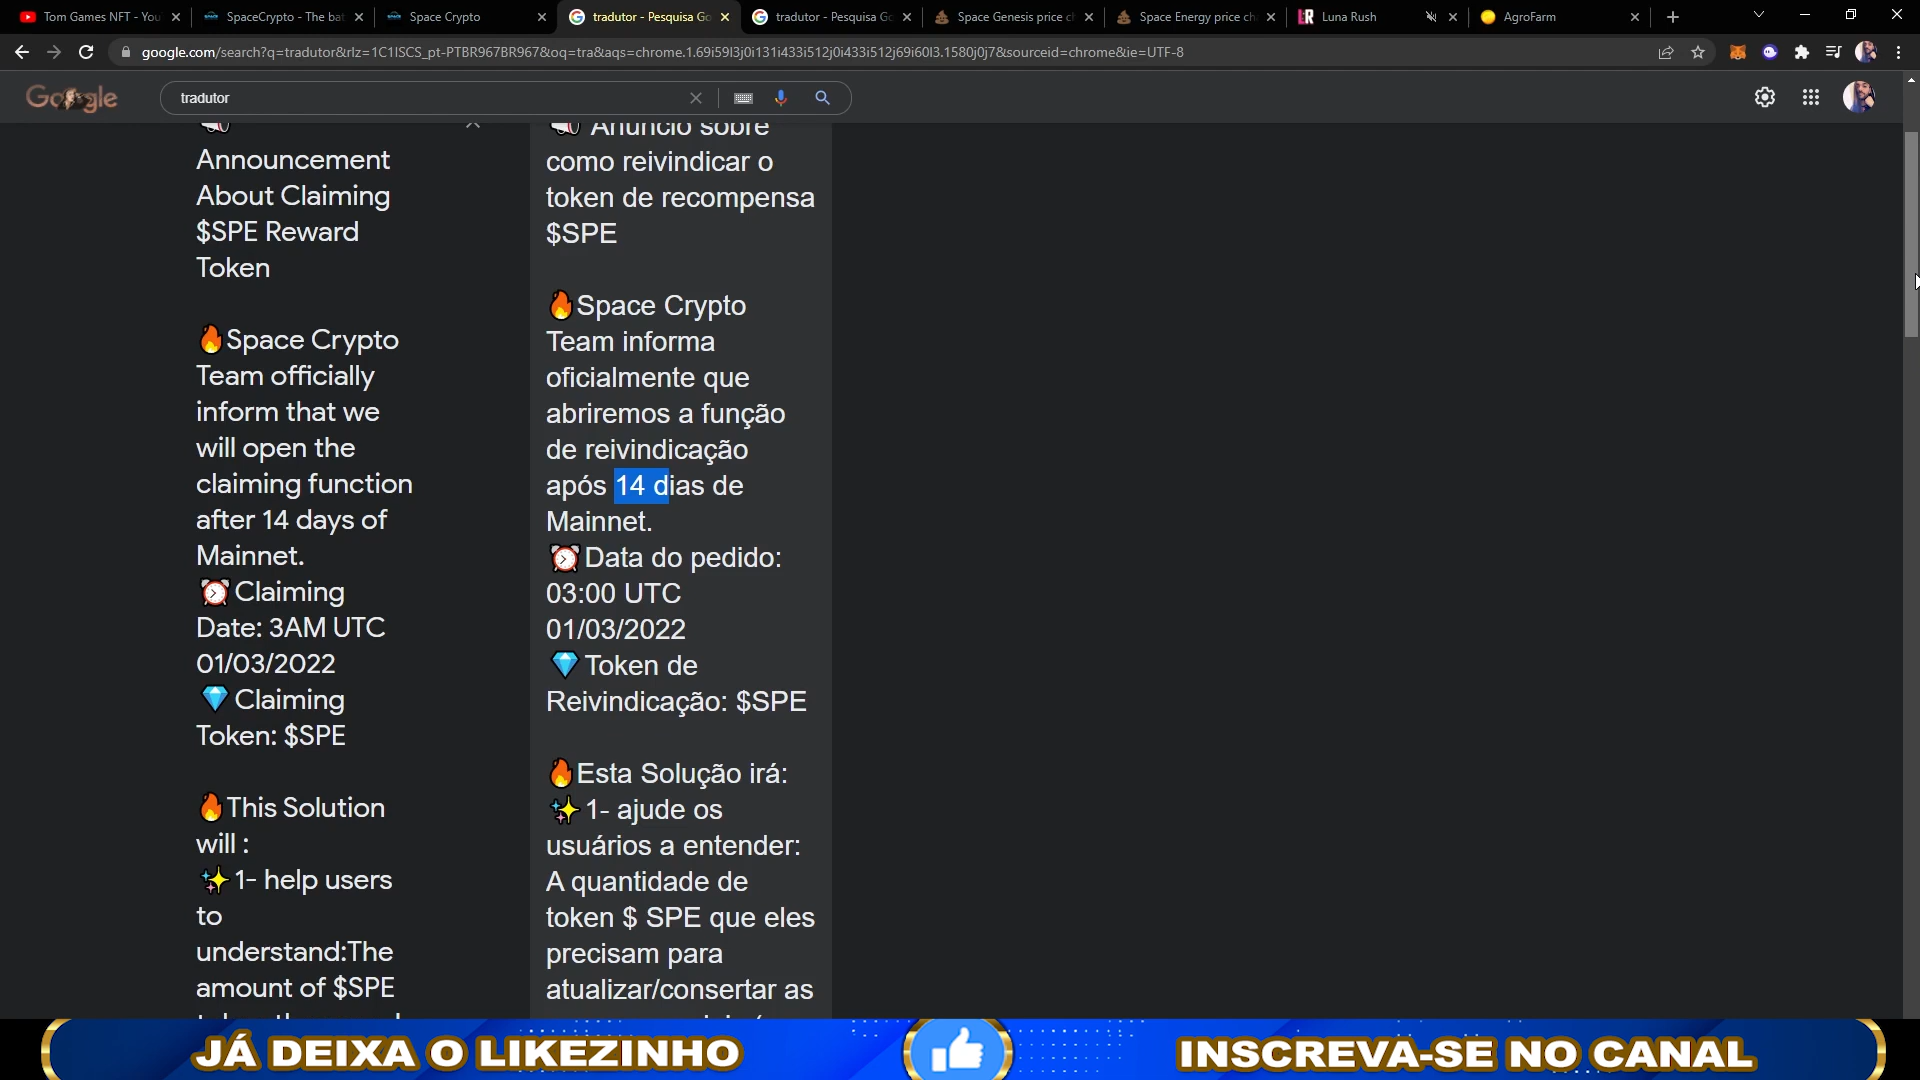 Tom Games NFT - You
SpaceCrypto - The bat
Space Crypto
tradutor - Pesquisa Go
tradutor - Pesquisa Go
Space Genesis price ch
Space Energy price cha
Luna Rush
AgroFarm
google.com/search?q=tradutor&rlz=1C1ISCS_pt-PTBR967BR967&oq=tra&aqs=chrome.1.69i59l3j0i131i433i512j0i433i512j69i60l3.1580j0j7&sourceid=chrome&ie=UTF-8
Google
tradutor
Announcement
About Claiming
$SPE Reward
Token
🔥Space Crypto
Team officially
inform that we
will open the
claiming function
after 14 days of
Mainnet.
⏰ Claiming
Date: 3AM UTC
01/03/2022
💎 Claiming
Token: $SPE
🔥This Solution
will :
✨ 1- help users
to
understand:The
amount of $SPE
📢 Anúncio sobre
como reivindicar o
token de recompensa
$SPE
🔥Space Crypto
Team informa
oficialmente que
abriremos a função
de reivindicação
após 14 dias de
Mainnet.
⏰ Data do pedido:
03:00 UTC
01/03/2022
💎 Token de
Reivindicação: $SPE
🔥Esta Solução irá:
✨ 1- ajude os
usuários a entender:
A quantidade de
token $ SPE que eles
precisam para
atualizar/consertar as
JÁ DEIXA O LIKEZINHO
INSCREVA-SE NO CANAL